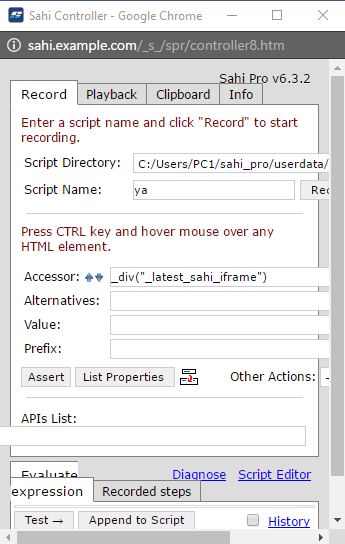 Sahi Controller - Google Chrome
sahi.example.com/_s_/spr/controller8.htm
Sahi Pro v6.3.2
Record Playback Clipboard Info
Enter a script name and click "Record" to start
recording.
Script Directory: C:/Users/PC1/sahi_pro/userdata/
Script Name: ya Rec
Press CTRL key and hover mouse over any
HTML element.
Accessor: _div("_latest_sahi_iframe")
Alternatives:
Value:
Prefix:
Assert List Properties Other Actions: -
APIs List:
Evaluate Diagnose Script Editor
expression Recorded steps
Test → Append to Script History